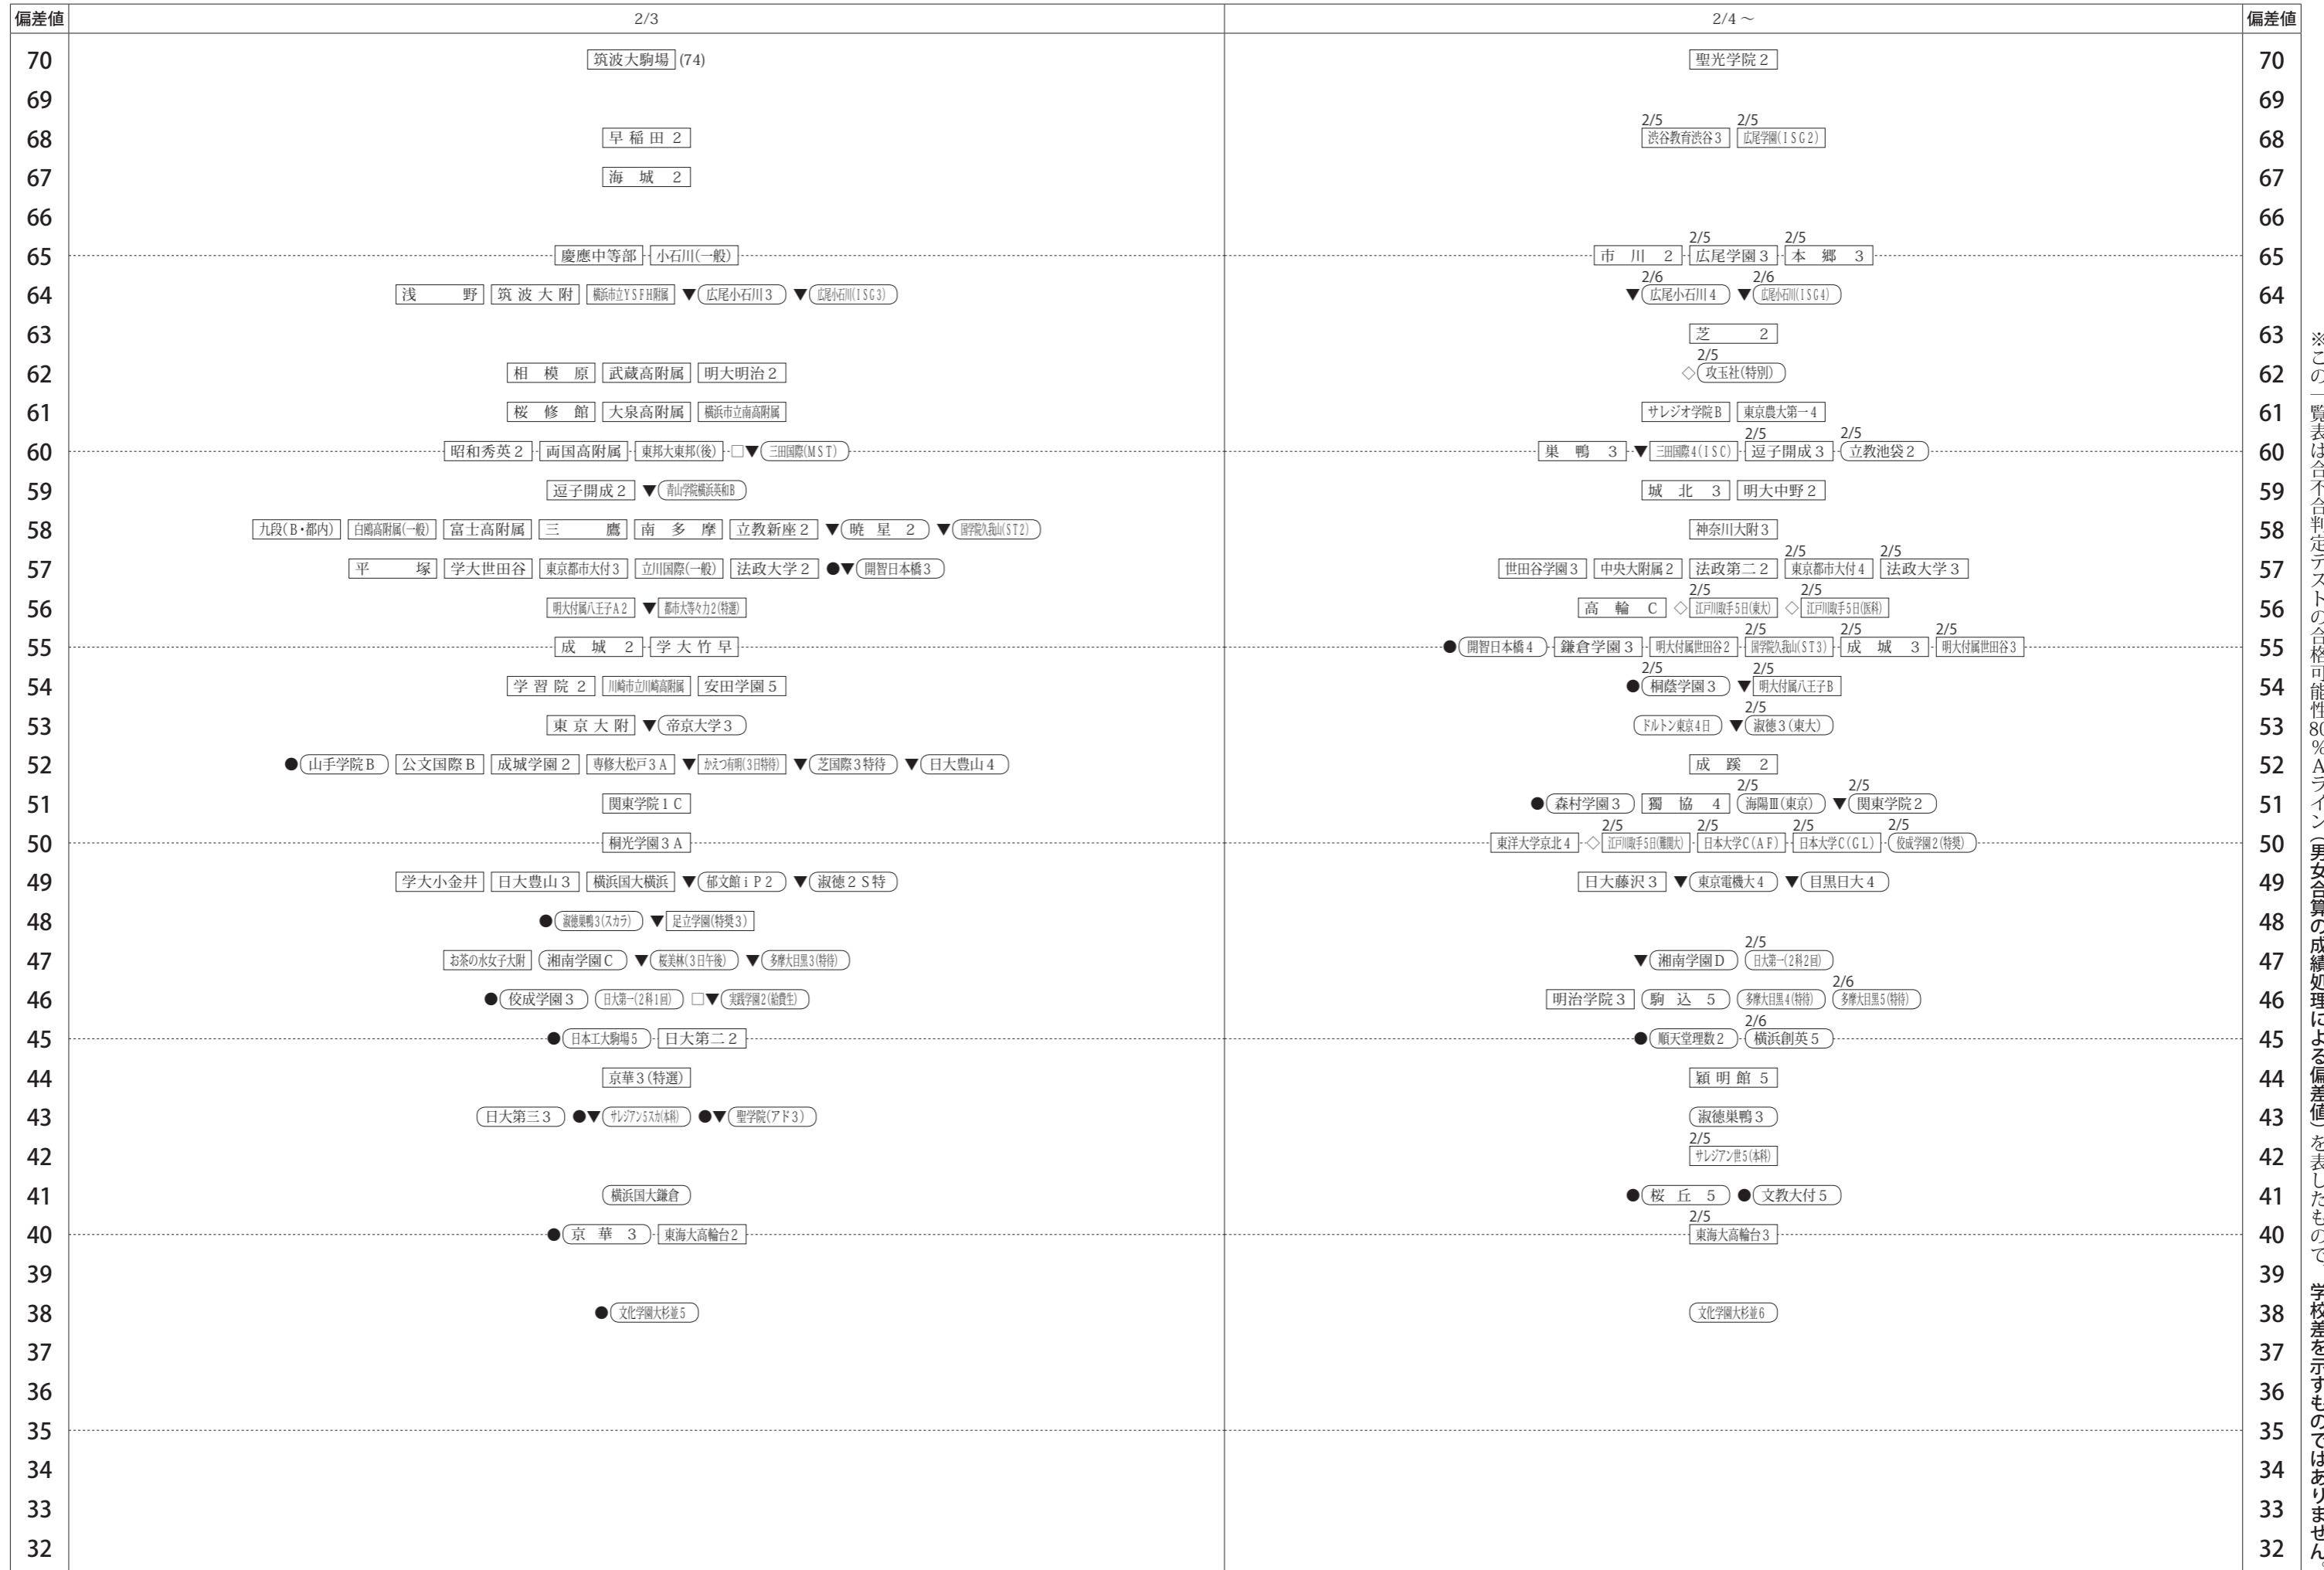 偏差値 2/3 2/4～ 偏差値
70 筑波大駒場 (74) 聖光学院2 70
69 69
2/5 2/5
68 早稲田2 渋谷教育渋谷3 広尾学園(ISG2) 68
67 海城2 67
66 66
2/5 2/5
65 慶應中等部 小石川(一般) 市川2 広尾学園3 本郷3 65
2/6 2/6
64 浅野 筑波大附 横浜市立YSFH附属 ▼広尾小石川3 ▼広尾小石川(ISG3) ▼広尾小石川4 ▼広尾小石川(ISG4) 64
63 芝2 63
2/5
62 相模原 武蔵高附属 明大明治2 ◇攻玉社(特別) 62
61 桜修館 大泉高附属 横浜市立南高附属 サレジオ学院B 東京農大第一4 61
2/5 2/5
60 昭和秀英2 両国高附属 東邦大東邦(後) □▼三田国際(MST) 巣鴨3 ▼三田国際4(ISC) 逗子開成3 立教池袋2 60
59 逗子開成2 ▼青山学院横浜英和B 城北3 明大中野2 59
58 九段(B・都内) 白鷗高附属(一般) 富士高附属 三鷹 南多摩 立教新座2 ▼暁星2 ▼国学院久我山(ST2) 神奈川大附3 58
2/5 2/5
57 平塚 学大世田谷 東京都市大付3 立川国際(一般) 法政大学2 ●▼開智日本橋3 世田谷学園3 中央大附属2 法政第二2 東京都市大付4 法政大学3 57
2/5 2/5
56 明大付属八王子A2 ▼都市大等々力2(特選) 高輪C ◇江戸川取手5日(東大) ◇江戸川取手5日(医科) 56
2/5 2/5 2/5
55 成城2 学大竹早 ●開智日本橋4 鎌倉学園3 明大付属世田谷2 国学院久我山(ST3) 成城3 明大付属世田谷3 55
2/5 2/5
54 学習院2 川崎市立川崎高附属 安田学園5 ●桐蔭学園3 ▼明大付属八王子B 54
2/5
53 東京大附 ▼帝京大学3 ドルトン東京4日 ▼淑徳3(東大) 53
52 ●山手学院B 公文国際B 成城学園2 専修大松戸3A ▼かえつ有明(3日特待) ▼芝国際3特待 ▼日大豊山4 成蹊2 52
2/5 2/5
51 関東学院1C ●森村学園3 獨協4 海陽Ⅲ(東京) ▼関東学院2 51
2/5 2/5 2/5 2/5
50 桐光学園3A 東洋大学京北4 ◇江戸川取手5日(難関大) 日本大学C(AF) 日本大学C(GL) 佼成学園2(特奨) 50
49 学大小金井 日大豊山3 横浜国大横浜 ▼郁文館iP2 ▼淑徳2S特 日大藤沢3 ▼東京電機大4 ▼目黒日大4 49
48 ●淑徳巣鴨3(スカラ) ▼足立学園(特奨3) 48
2/5
47 お茶の水女子大附 湘南学園C ▼桜美林(3日午後) ▼多摩大目黒3(特待) ▼湘南学園D 日大第一(2科2回) 47
2/6
46 ●佼成学園3 日大第一(2科1回) □▼実践学園2(給費生) 明治学院3 駒込5 多摩大目黒4(特待) 多摩大目黒5(特待) 46
2/6
45 ●日本工大駒場5 日大第二2 ●順天堂理数2 横浜創英5 45
44 京華3(特選) 穎明館5 44
43 日大第三3 ●▼サレジアン5スカ(本科) ●▼聖学院(アド3) 淑徳巣鴨3 43
2/5
42 サレジアン世5(本科) 42
41 横浜国大鎌倉 ●桜丘5 ●文教大付5 41
2/5
40 ●京華3 東海大高輪台2 東海大高輪台3 40
39 39
38 ●文化学園大杉並5 文化学園大杉並6 38
37 37
36 36
35 35
34 34
33 33
32 32
※この一覧表は合不合判定テストの合格可能性80%Aライン(男女合算の成績処理による偏差値)を表したもので、学校差を示すものではありません。